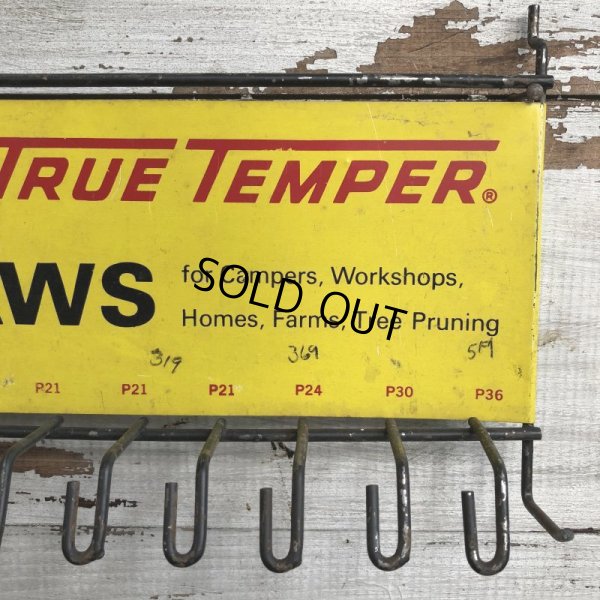 TRUE TEMPER®
AWS
for Campers, Workshops,
Homes, Farms, Tree Pruning
SOLD OUT
319 369 519
P21 P21 P21 P24 P30 P36